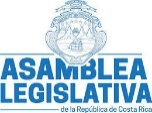 ASAMBLEA
LEGISLATIVA
de la República de Costa Rica